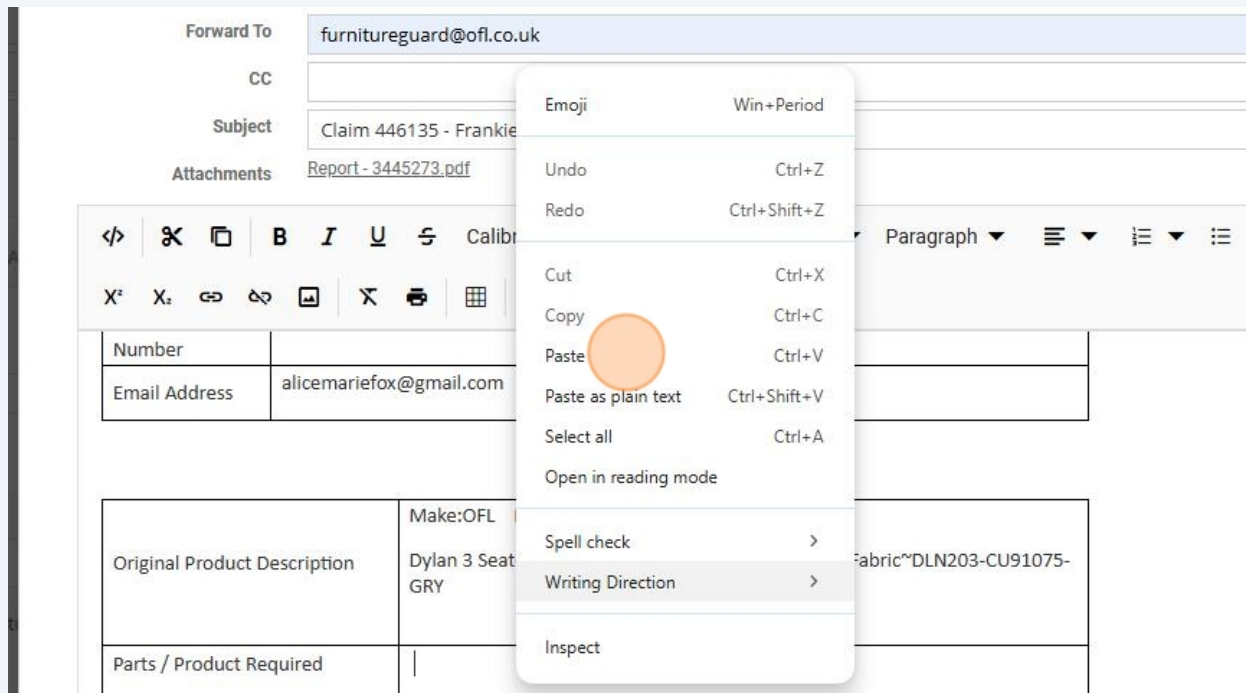 Forward To furnitureguard@ofl.co.uk
CC
Subject Claim 446135 - Frankie
Attachments Report - 3445273.pdf
Emoji Win+Period
Undo Ctrl+Z
Redo Ctrl+Shift+Z
Cut Ctrl+X
Copy Ctrl+C
Paste Ctrl+V
Paste as plain text Ctrl+Shift+V
Select all Ctrl+A
Open in reading mode
Spell check
Writing Direction
Inspect
B I U S Calibr Paragraph
X² X₂
Number
Email Address alicemariefox@gmail.com
Original Product Description Make:OFL
Dylan 3 Seat Fabric~DLN203-CU91075-
GRY
Parts / Product Required